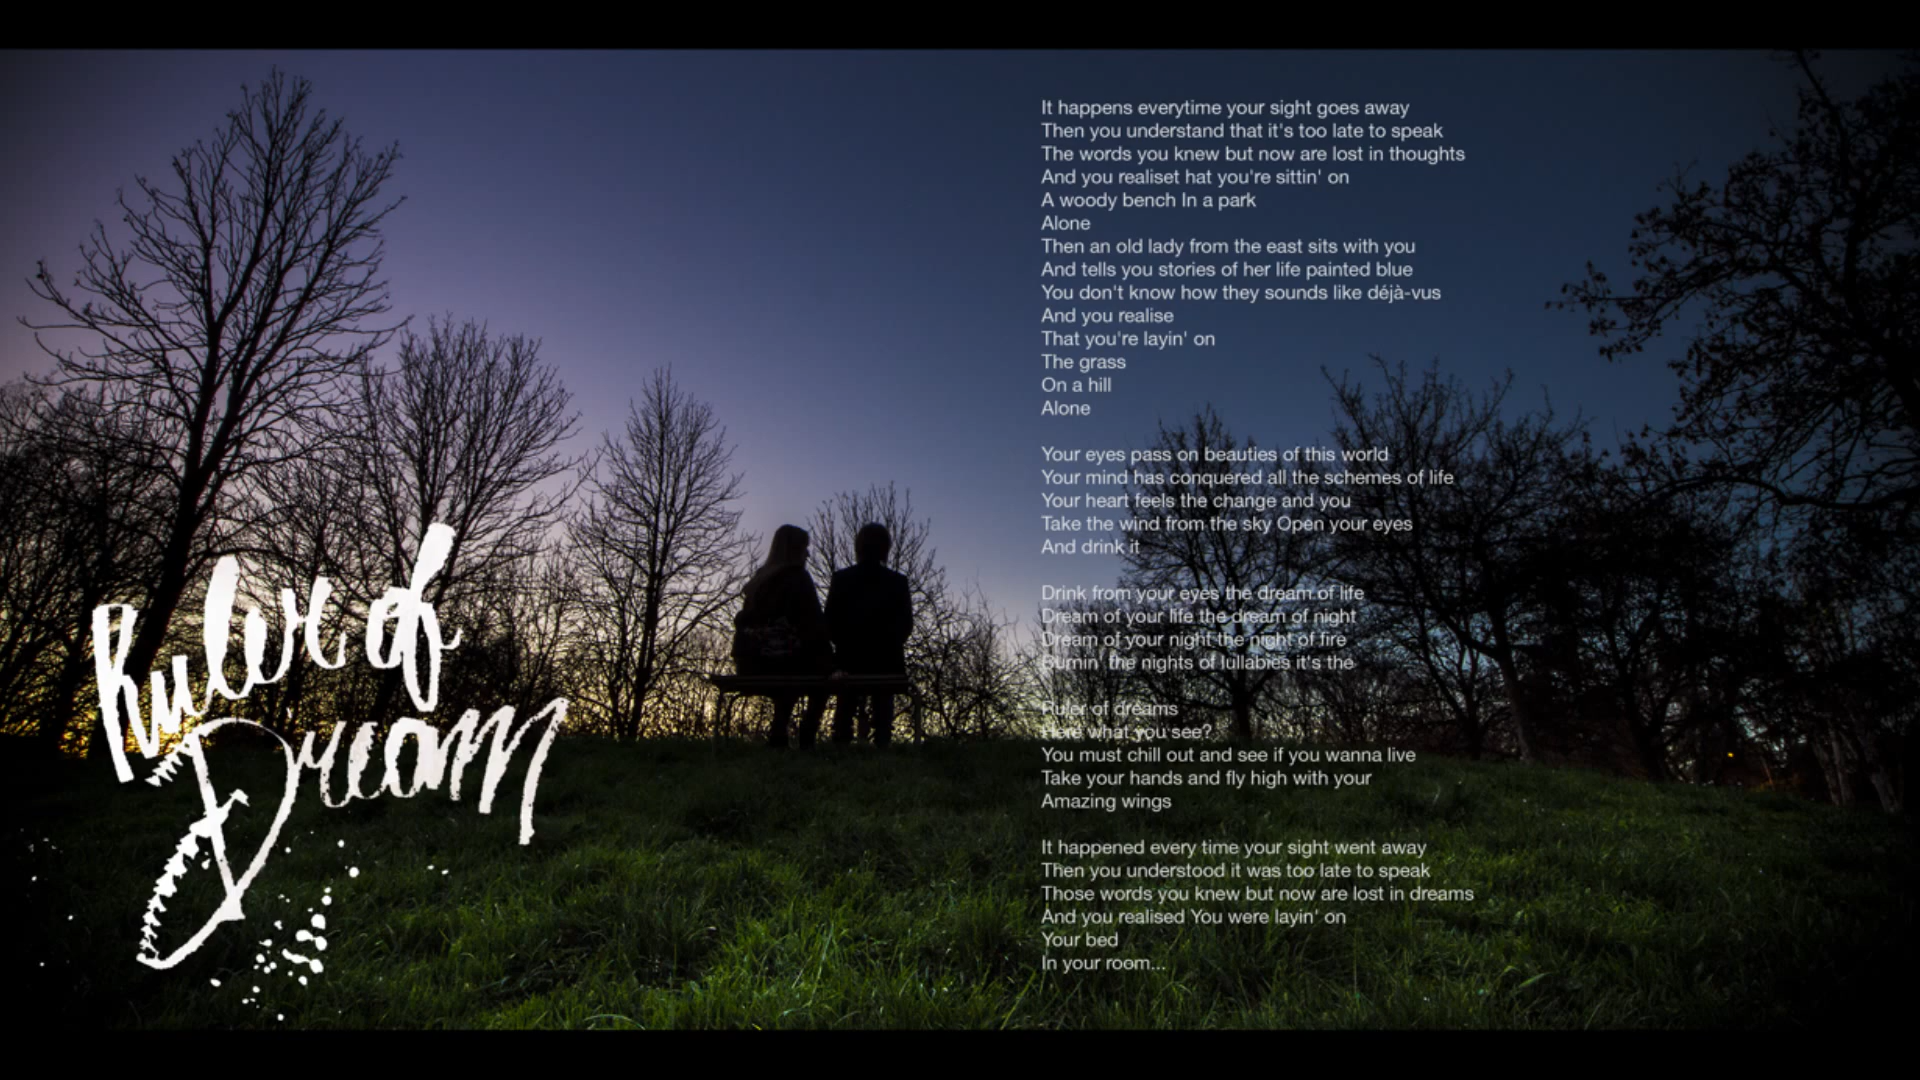 Ruler of
Dream
It happens everytime your sight goes away
Then you understand that it's too late to speak
The words you knew but now are lost in thoughts
And you realiset hat you're sittin' on
A woody bench In a park
Alone
Then an old lady from the east sits with you
And tells you stories of her life painted blue
You don't know how they sounds like déjà-vus
And you realise
That you're layin' on
The grass
On a hill
Alone
Your eyes pass on beauties of this world
Your mind has conquered all the schemes of life
Your heart feels the change and you
Take the wind from the sky Open your eyes
And drink it
Drink from your eyes the dream of life
Dream of your life the dream of night
Dream of your night the night of fire
Burnin' the nights of lullabies it's the
Ruler of dreams
Here what you see?
You must chill out and see if you wanna live
Take your hands and fly high with your
Amazing wings
It happened every time your sight went away
Then you understood it was too late to speak
Those words you knew but now are lost in dreams
And you realised You were layin' on
Your bed
In your room...